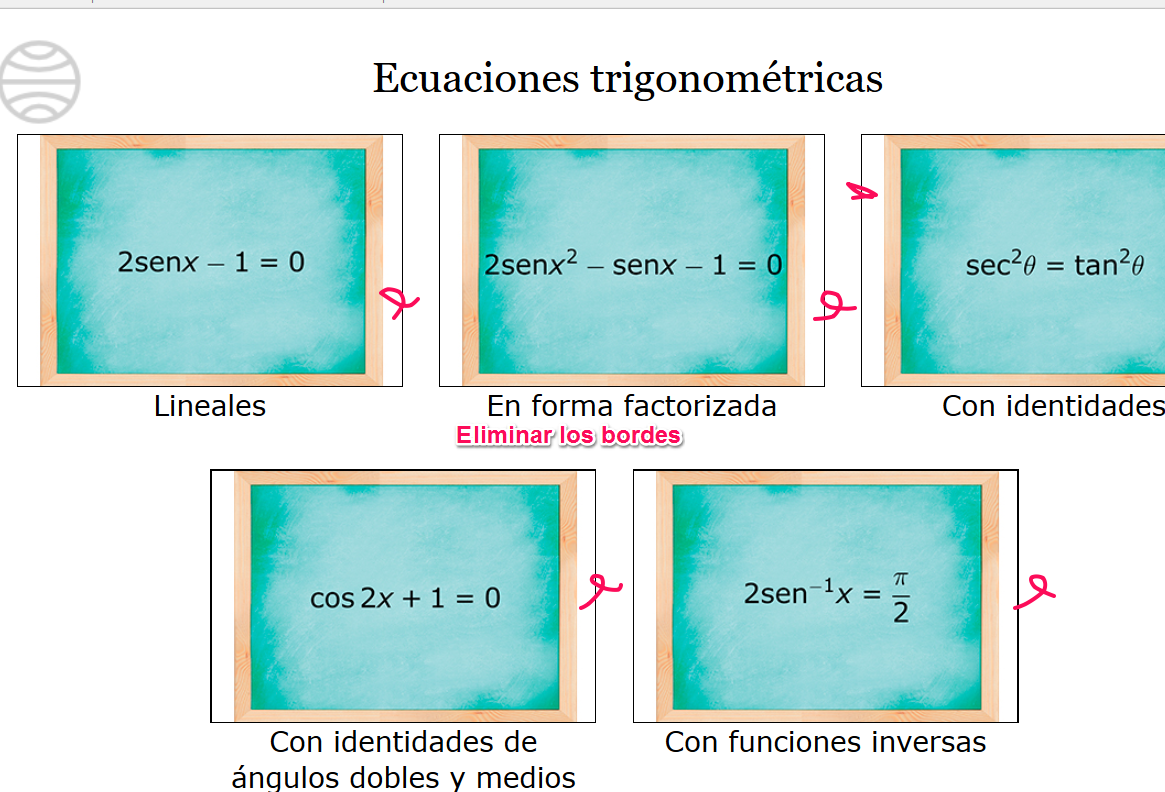 Ecuaciones trigonométricas
2senx – 1 = 0
2senx² – senx – 1 = 0
sec²θ = tan²θ
Lineales
En forma factorizada
Con identidades
Eliminar los bordes
cos 2x + 1 = 0
2sen⁻¹x = π/2
Con identidades de
ángulos dobles y medios
Con funciones inversas